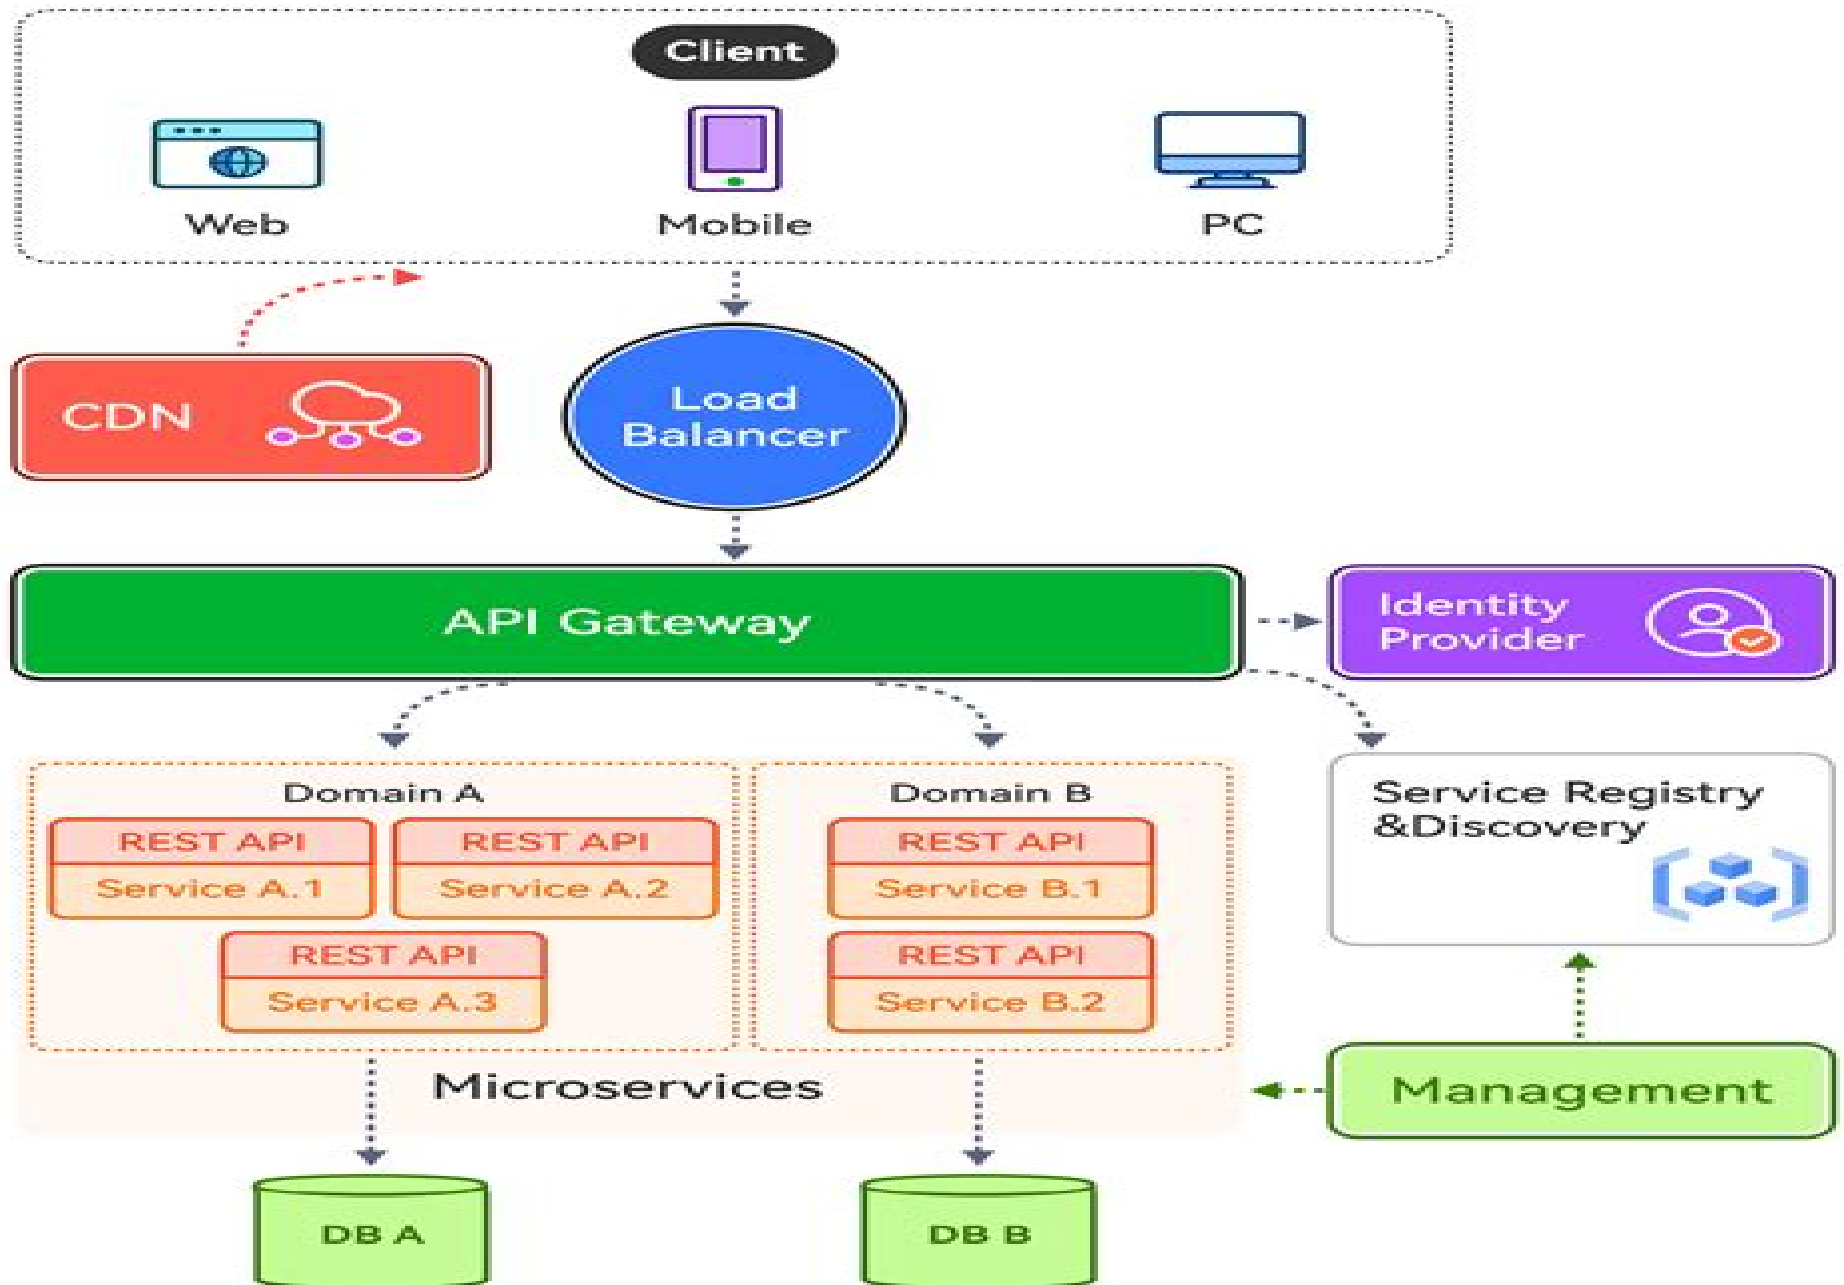 Client
Web
Mobile
PC
CDN
Load
Balancer
API Gateway
Identity
Provider
Domain A
REST API
Service A.1
REST API
Service A.2
REST API
Service A.3
Domain B
REST API
Service B.1
REST API
Service B.2
Microservices
Service Registry
&Discovery
Management
DB A
DB B